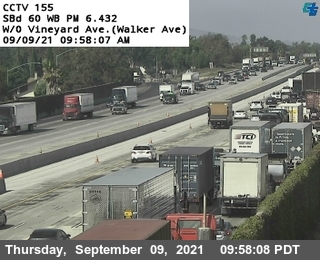 CCTV 155
SBd 60 WB PM 6.432
W/O Vineyard Ave.(Walker Ave)
09/09/21 09:58:07 AM
TCI
Thursday, September 09, 2021 09:58:08 PDT